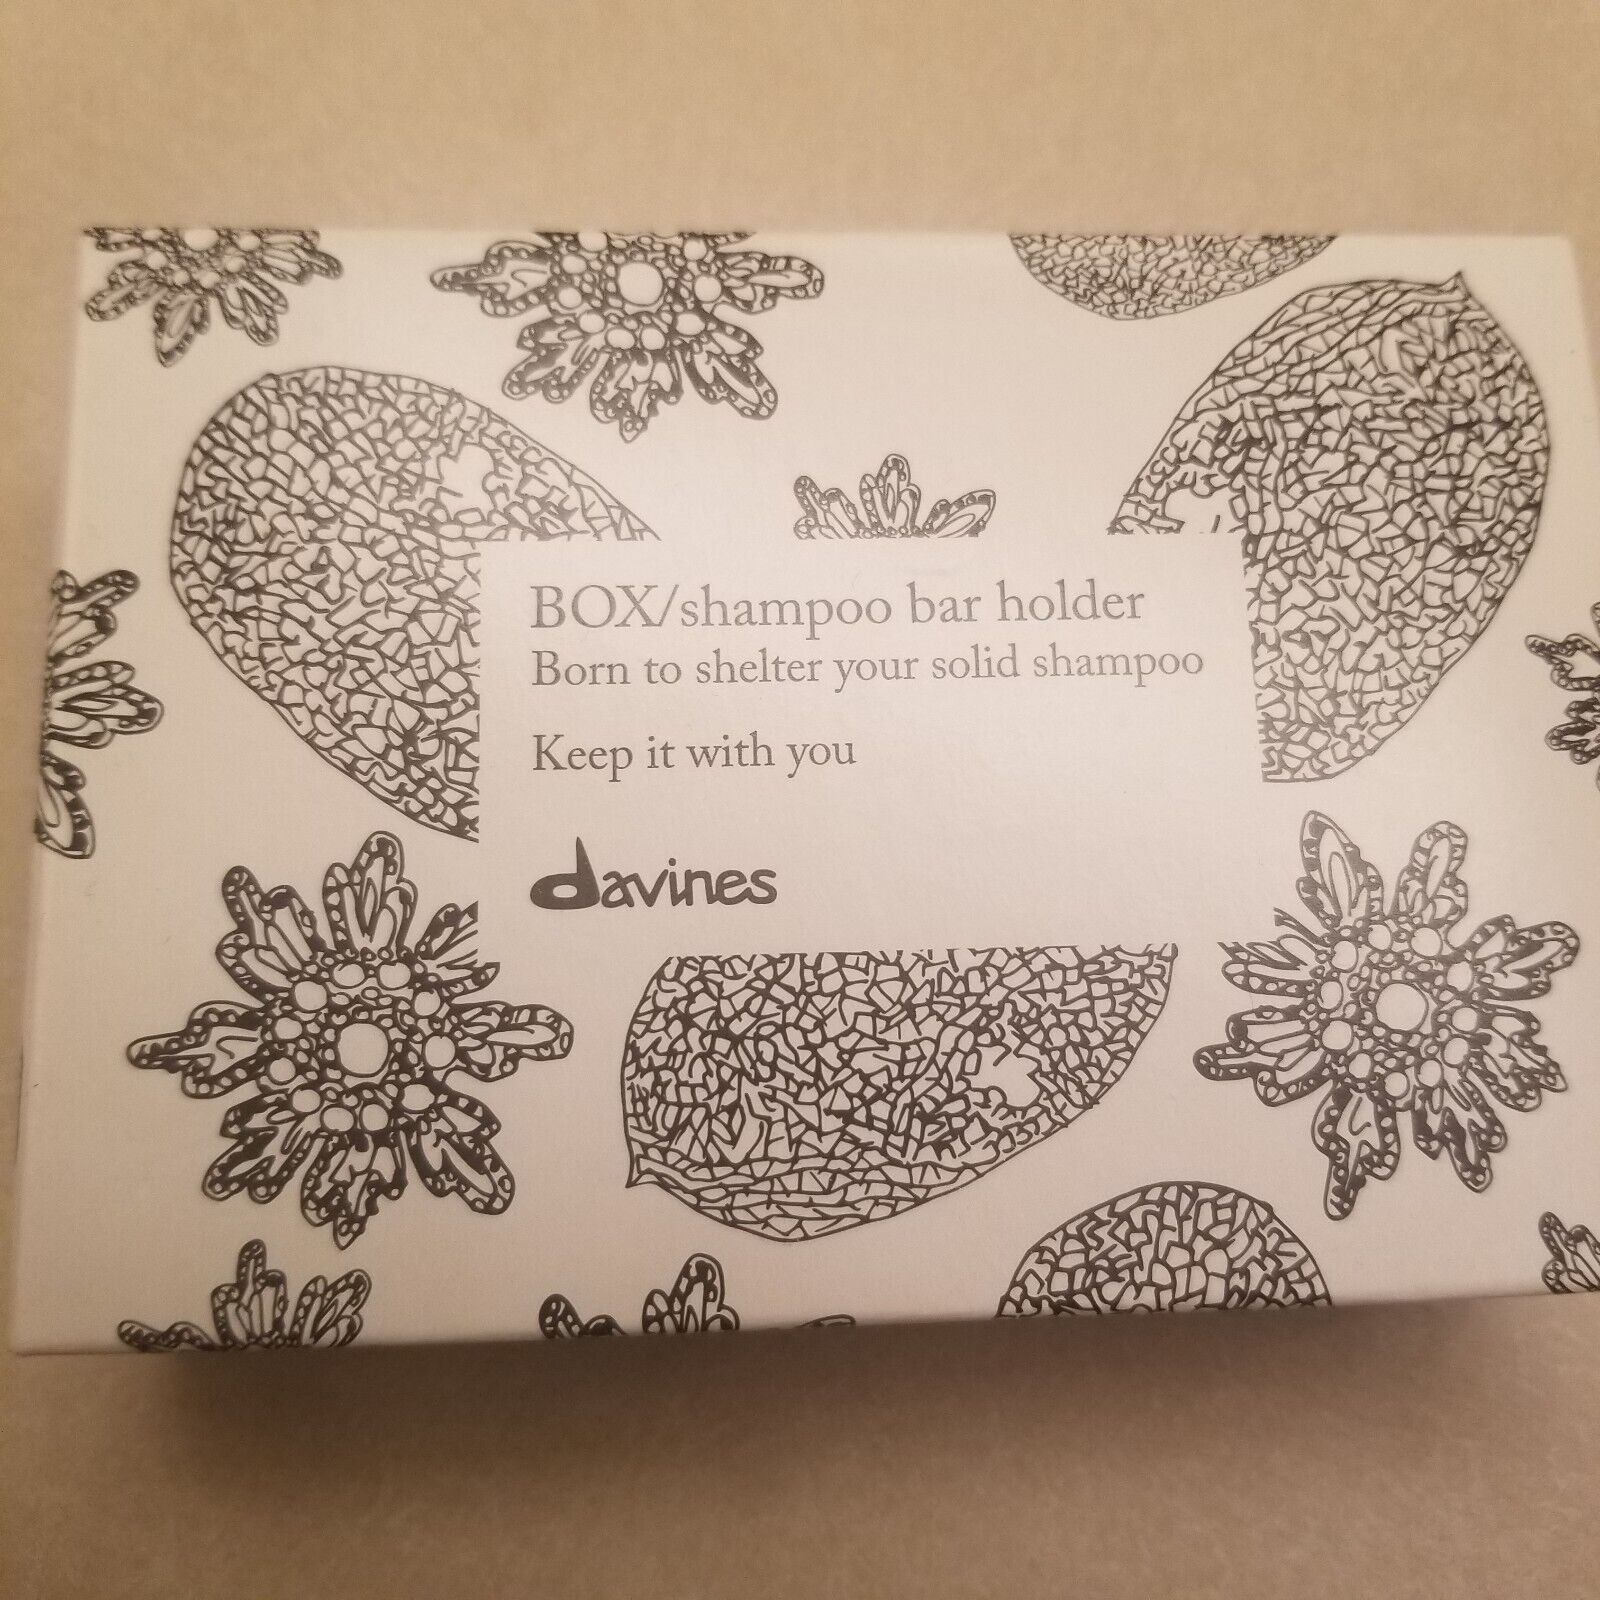 BOX/shampoo bar holder
Born to shelter your solid shampoo
Keep it with you
davines